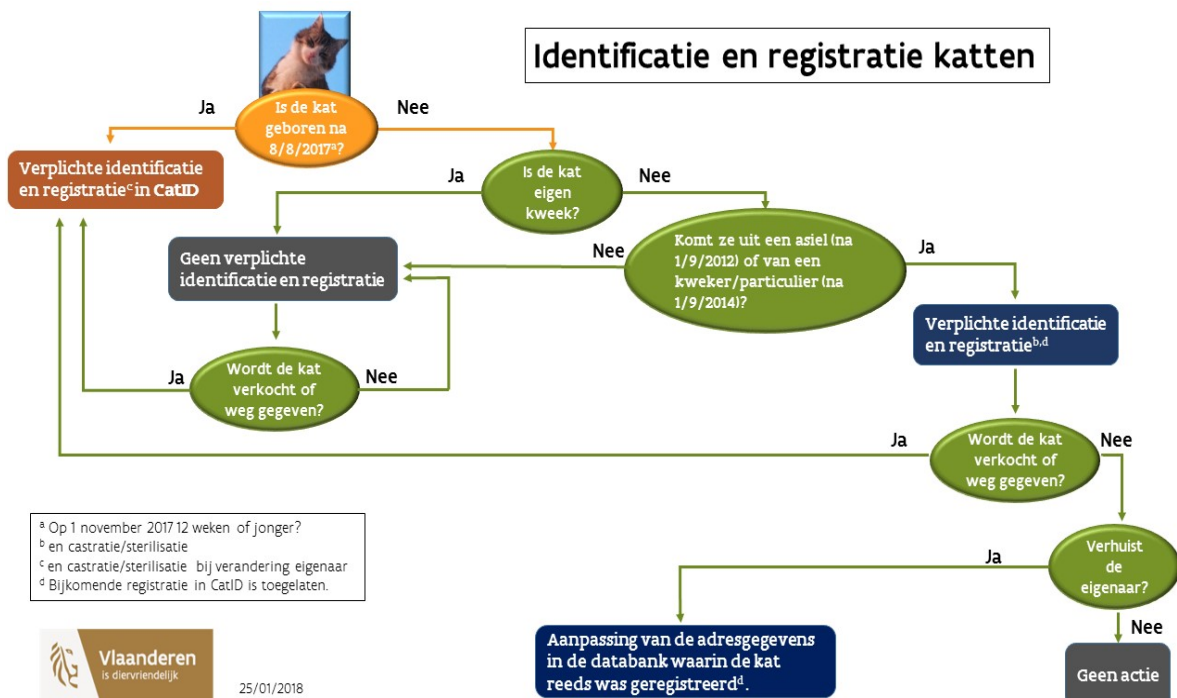 Identificatie en registratie katten
Ja
Nee
Is de kat
geboren na
8/8/2017ᵃ?
Verplichte identificatie
en registratieᶜ in CatID
Ja
Is de kat
eigen
kweek?
Nee
Geen verplichte
identificatie en registratie
Nee
Komt ze uit een asiel (na
1/9/2012) of van een
kweker/particulier (na
1/9/2014)?
Ja
Verplichte identificatie
en registratieᵇ,ᵈ
Ja
Wordt de kat
verkocht of
weg gegeven?
Nee
Ja
Wordt de kat
verkocht of
weg gegeven?
Nee
ᵃ Op 1 november 2017 12 weken of jonger?
ᵇ en castratie/sterilisatie
ᶜ en castratie/sterilisatie bij verandering eigenaar
ᵈ Bijkomende registratie in CatID is toegelaten.
Ja
Verhuist
de
eigenaar?
Nee
Aanpassing van de adresgegevens
in de databank waarin de kat
reeds was geregistreerdᵈ.
Geen actie
Vlaanderen
is diervriendelijk
25/01/2018